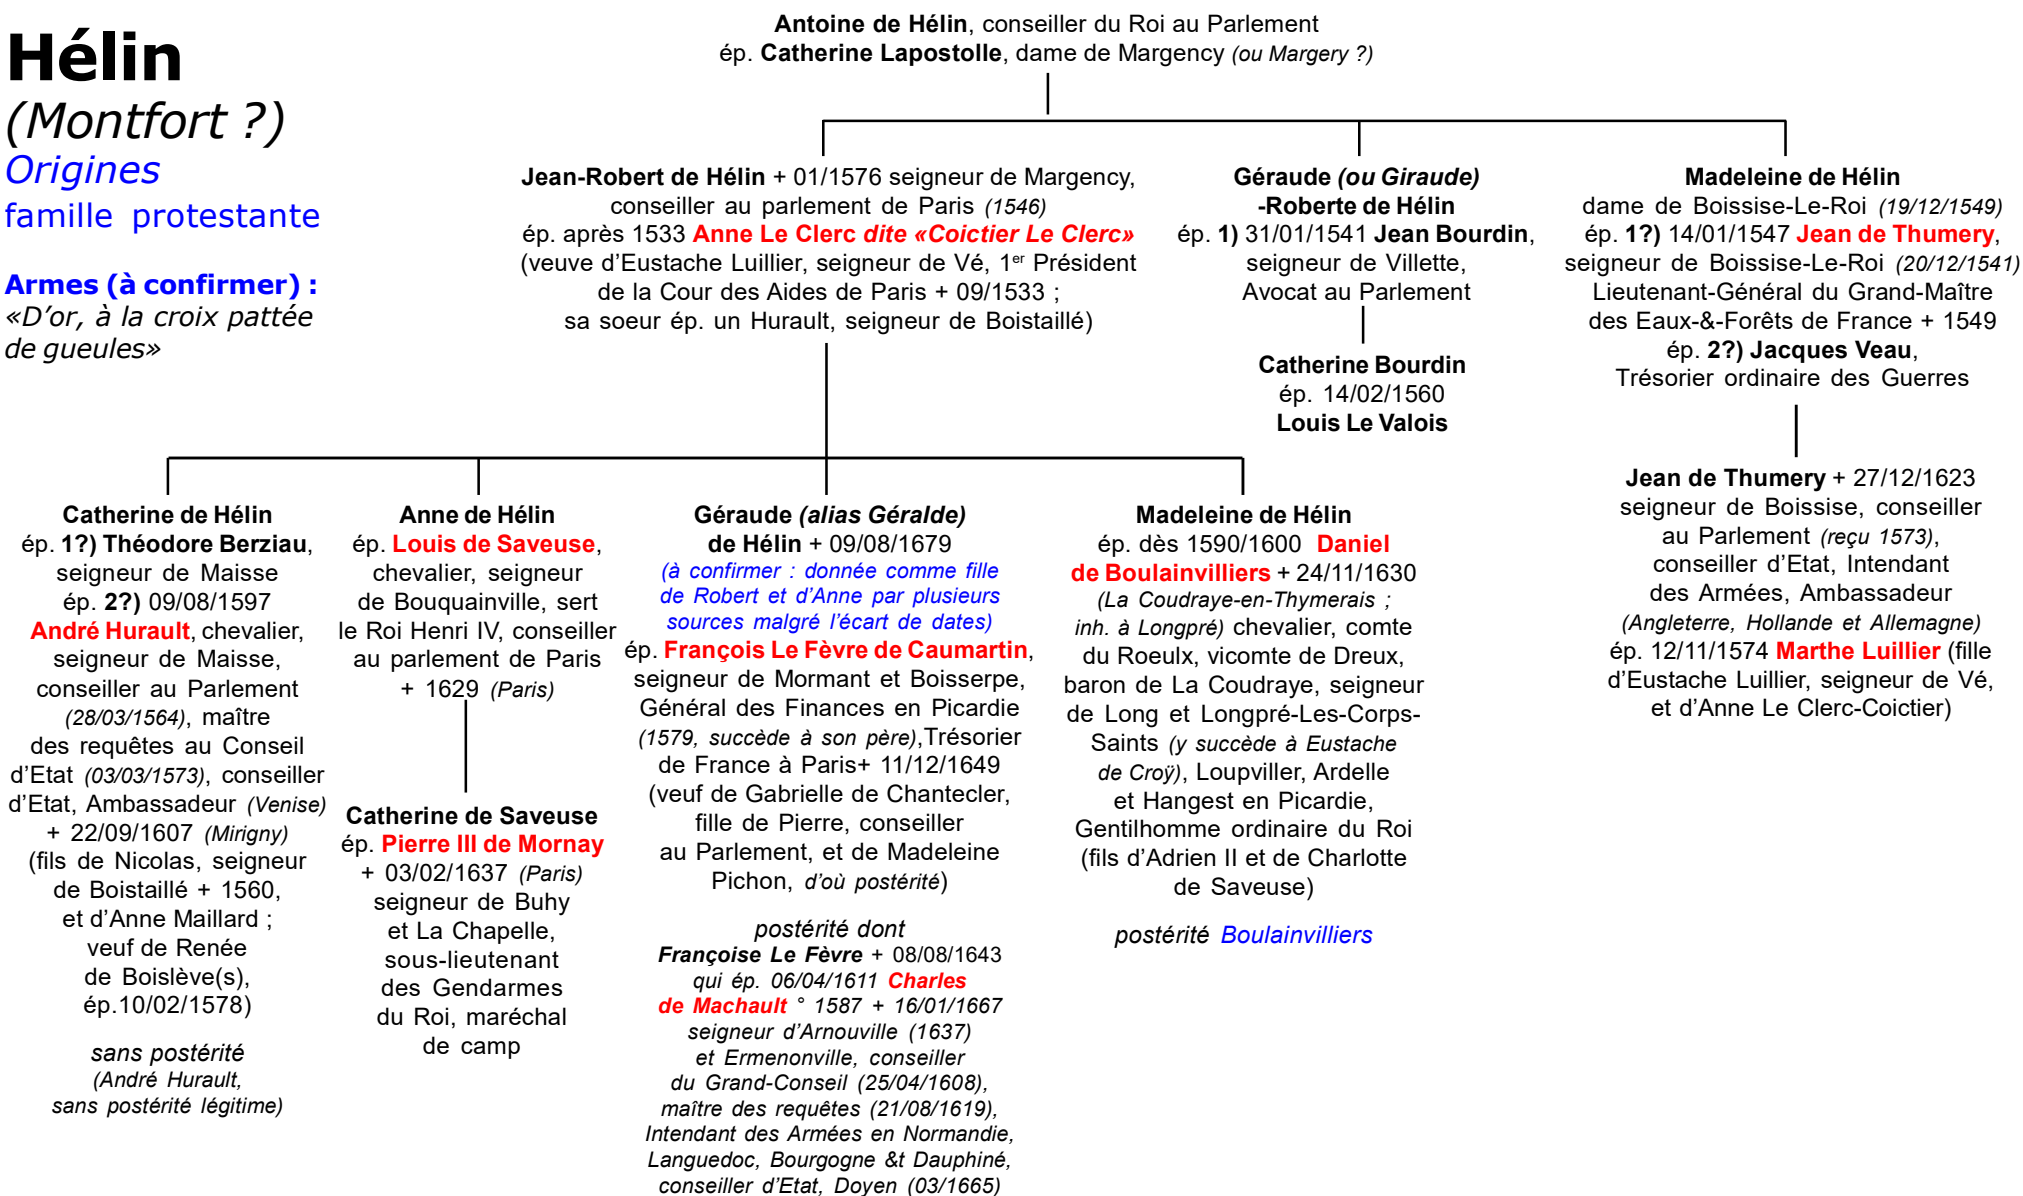 Hélin
(Montfort ?)
Origines
famille protestante
Armes (à confirmer) :
«D’or, à la croix pattée
de gueules»
Antoine de Hélin, conseiller du Roi au Parlement
ép. Catherine Lapostolle, dame de Margency (ou Margery ?)
Jean-Robert de Hélin + 01/1576 seigneur de Margency,
conseiller au parlement de Paris (1546)
ép. après 1533 Anne Le Clerc dite «Coictier Le Clerc»
(veuve d’Eustache Luillier, seigneur de Vé, 1er Président
de la Cour des Aides de Paris + 09/1533 ;
sa soeur ép. un Hurault, seigneur de Boistaillé)
Géraude (ou Giraude)
-Roberte de Hélin
ép. 1) 31/01/1541 Jean Bourdin,
seigneur de Villette,
Avocat au Parlement
Catherine Bourdin
ép. 14/02/1560
Louis Le Valois
Madeleine de Hélin
dame de Boissise-Le-Roi (19/12/1549)
ép. 1?) 14/01/1547 Jean de Thumery,
seigneur de Boissise-Le-Roi (20/12/1541)
Lieutenant-Général du Grand-Maître
des Eaux-&-Forêts de France + 1549
ép. 2?) Jacques Veau,
Trésorier ordinaire des Guerres
Jean de Thumery + 27/12/1623
seigneur de Boissise, conseiller
au Parlement (reçu 1573),
conseiller d’Etat, Intendant
des Armées, Ambassadeur
(Angleterre, Hollande et Allemagne)
ép. 12/11/1574 Marthe Luillier (fille
d’Eustache Luillier, seigneur de Vé,
et d’Anne Le Clerc-Coictier)
Catherine de Hélin
ép. 1?) Théodore Berziau,
seigneur de Maisse
ép. 2?) 09/08/1597
André Hurault, chevalier,
seigneur de Maisse,
conseiller au Parlement
(28/03/1564), maître
des requêtes au Conseil
d’Etat (03/03/1573), conseiller
d’Etat, Ambassadeur (Venise)
+ 22/09/1607 (Mirigny)
(fils de Nicolas, seigneur
de Boistaillé + 1560,
et d’Anne Maillard ;
veuf de Renée
de Boislève(s),
ép.10/02/1578)
sans postérité
(André Hurault,
sans postérité légitime)
Anne de Hélin
ép. Louis de Saveuse,
chevalier, seigneur
de Bouquainville, sert
le Roi Henri IV, conseiller
au parlement de Paris
+ 1629 (Paris)
Catherine de Saveuse
ép. Pierre III de Mornay
+ 03/02/1637 (Paris)
seigneur de Buhy
et La Chapelle,
sous-lieutenant
des Gendarmes
du Roi, maréchal
de camp
Géraude (alias Géralde)
de Hélin + 09/08/1679
(à confirmer : donnée comme fille
de Robert et d’Anne par plusieurs
sources malgré l’écart de dates)
ép. François Le Fèvre de Caumartin,
seigneur de Mormant et Boisserpe,
Général des Finances en Picardie
(1579, succède à son père),Trésorier
de France à Paris+ 11/12/1649
(veuf de Gabrielle de Chantecler,
fille de Pierre, conseiller
au Parlement, et de Madeleine
Pichon, d’où postérité)
postérité dont
Françoise Le Fèvre + 08/08/1643
qui ép. 06/04/1611 Charles
de Machault ° 1587 + 16/01/1667
seigneur d’Arnouville (1637)
et Ermenonville, conseiller
du Grand-Conseil (25/04/1608),
maître des requêtes (21/08/1619),
Intendant des Armées en Normandie,
Languedoc, Bourgogne &t Dauphiné,
conseiller d’Etat, Doyen (03/1665)
Madeleine de Hélin
ép. dès 1590/1600 Daniel
de Boulainvilliers + 24/11/1630
(La Coudraye-en-Thymerais ;
inh. à Longpré) chevalier, comte
du Roeulx, vicomte de Dreux,
baron de La Coudraye, seigneur
de Long et Longpré-Les-Corps-
Saints (y succède à Eustache
de Croÿ), Loupviller, Ardelle
et Hangest en Picardie,
Gentilhomme ordinaire du Roi
(fils d’Adrien II et de Charlotte
de Saveuse)
postérité Boulainvilliers